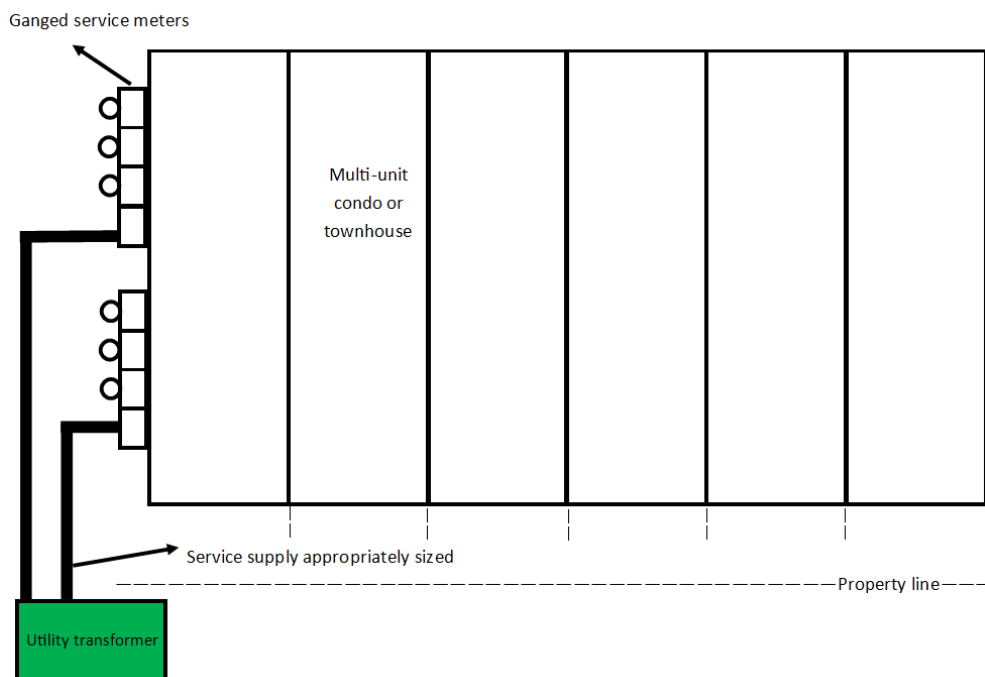 Ganged service meters
Multi-unit
condo or
townhouse
Service supply appropriately sized
Property line
Utility transformer